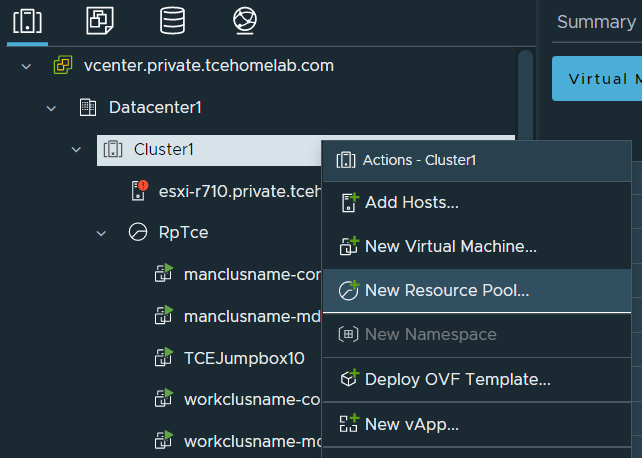 Summary
vcenter.private.tcehomelab.com
Virtual M
Datacenter1
Cluster1
Actions - Cluster1
esxi-r710.private.tceh
Add Hosts...
RpTce
New Virtual Machine...
manclusname-con
New Resource Pool...
manclusname-md
New Namespace
TCEJumpbox10
Deploy OVF Template...
workclusname-co
New vApp...
workclusname-md